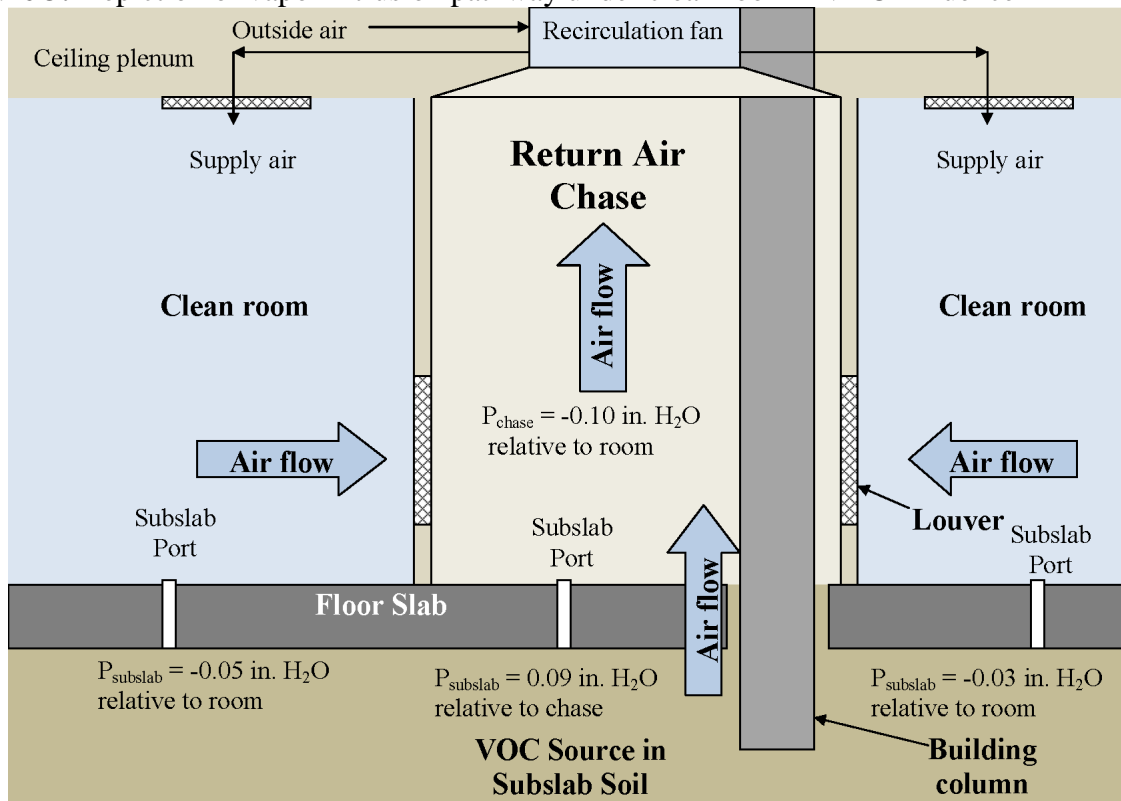 Outside air
Recirculation fan
Ceiling plenum
Supply air
Return Air
Chase
Supply air
Clean room
Air flow
Clean room
P_chase = -0.10 in. H₂O
relative to room
Air flow
Air flow
Louver
Subslab
Port
Subslab
Port
Subslab
Port
Air flow
Floor Slab
P_subslab = -0.05 in. H₂O
relative to room
P_subslab = 0.09 in. H₂O
relative to chase
P_subslab = -0.03 in. H₂O
relative to room
VOC Source in
Subslab Soil
Building
column